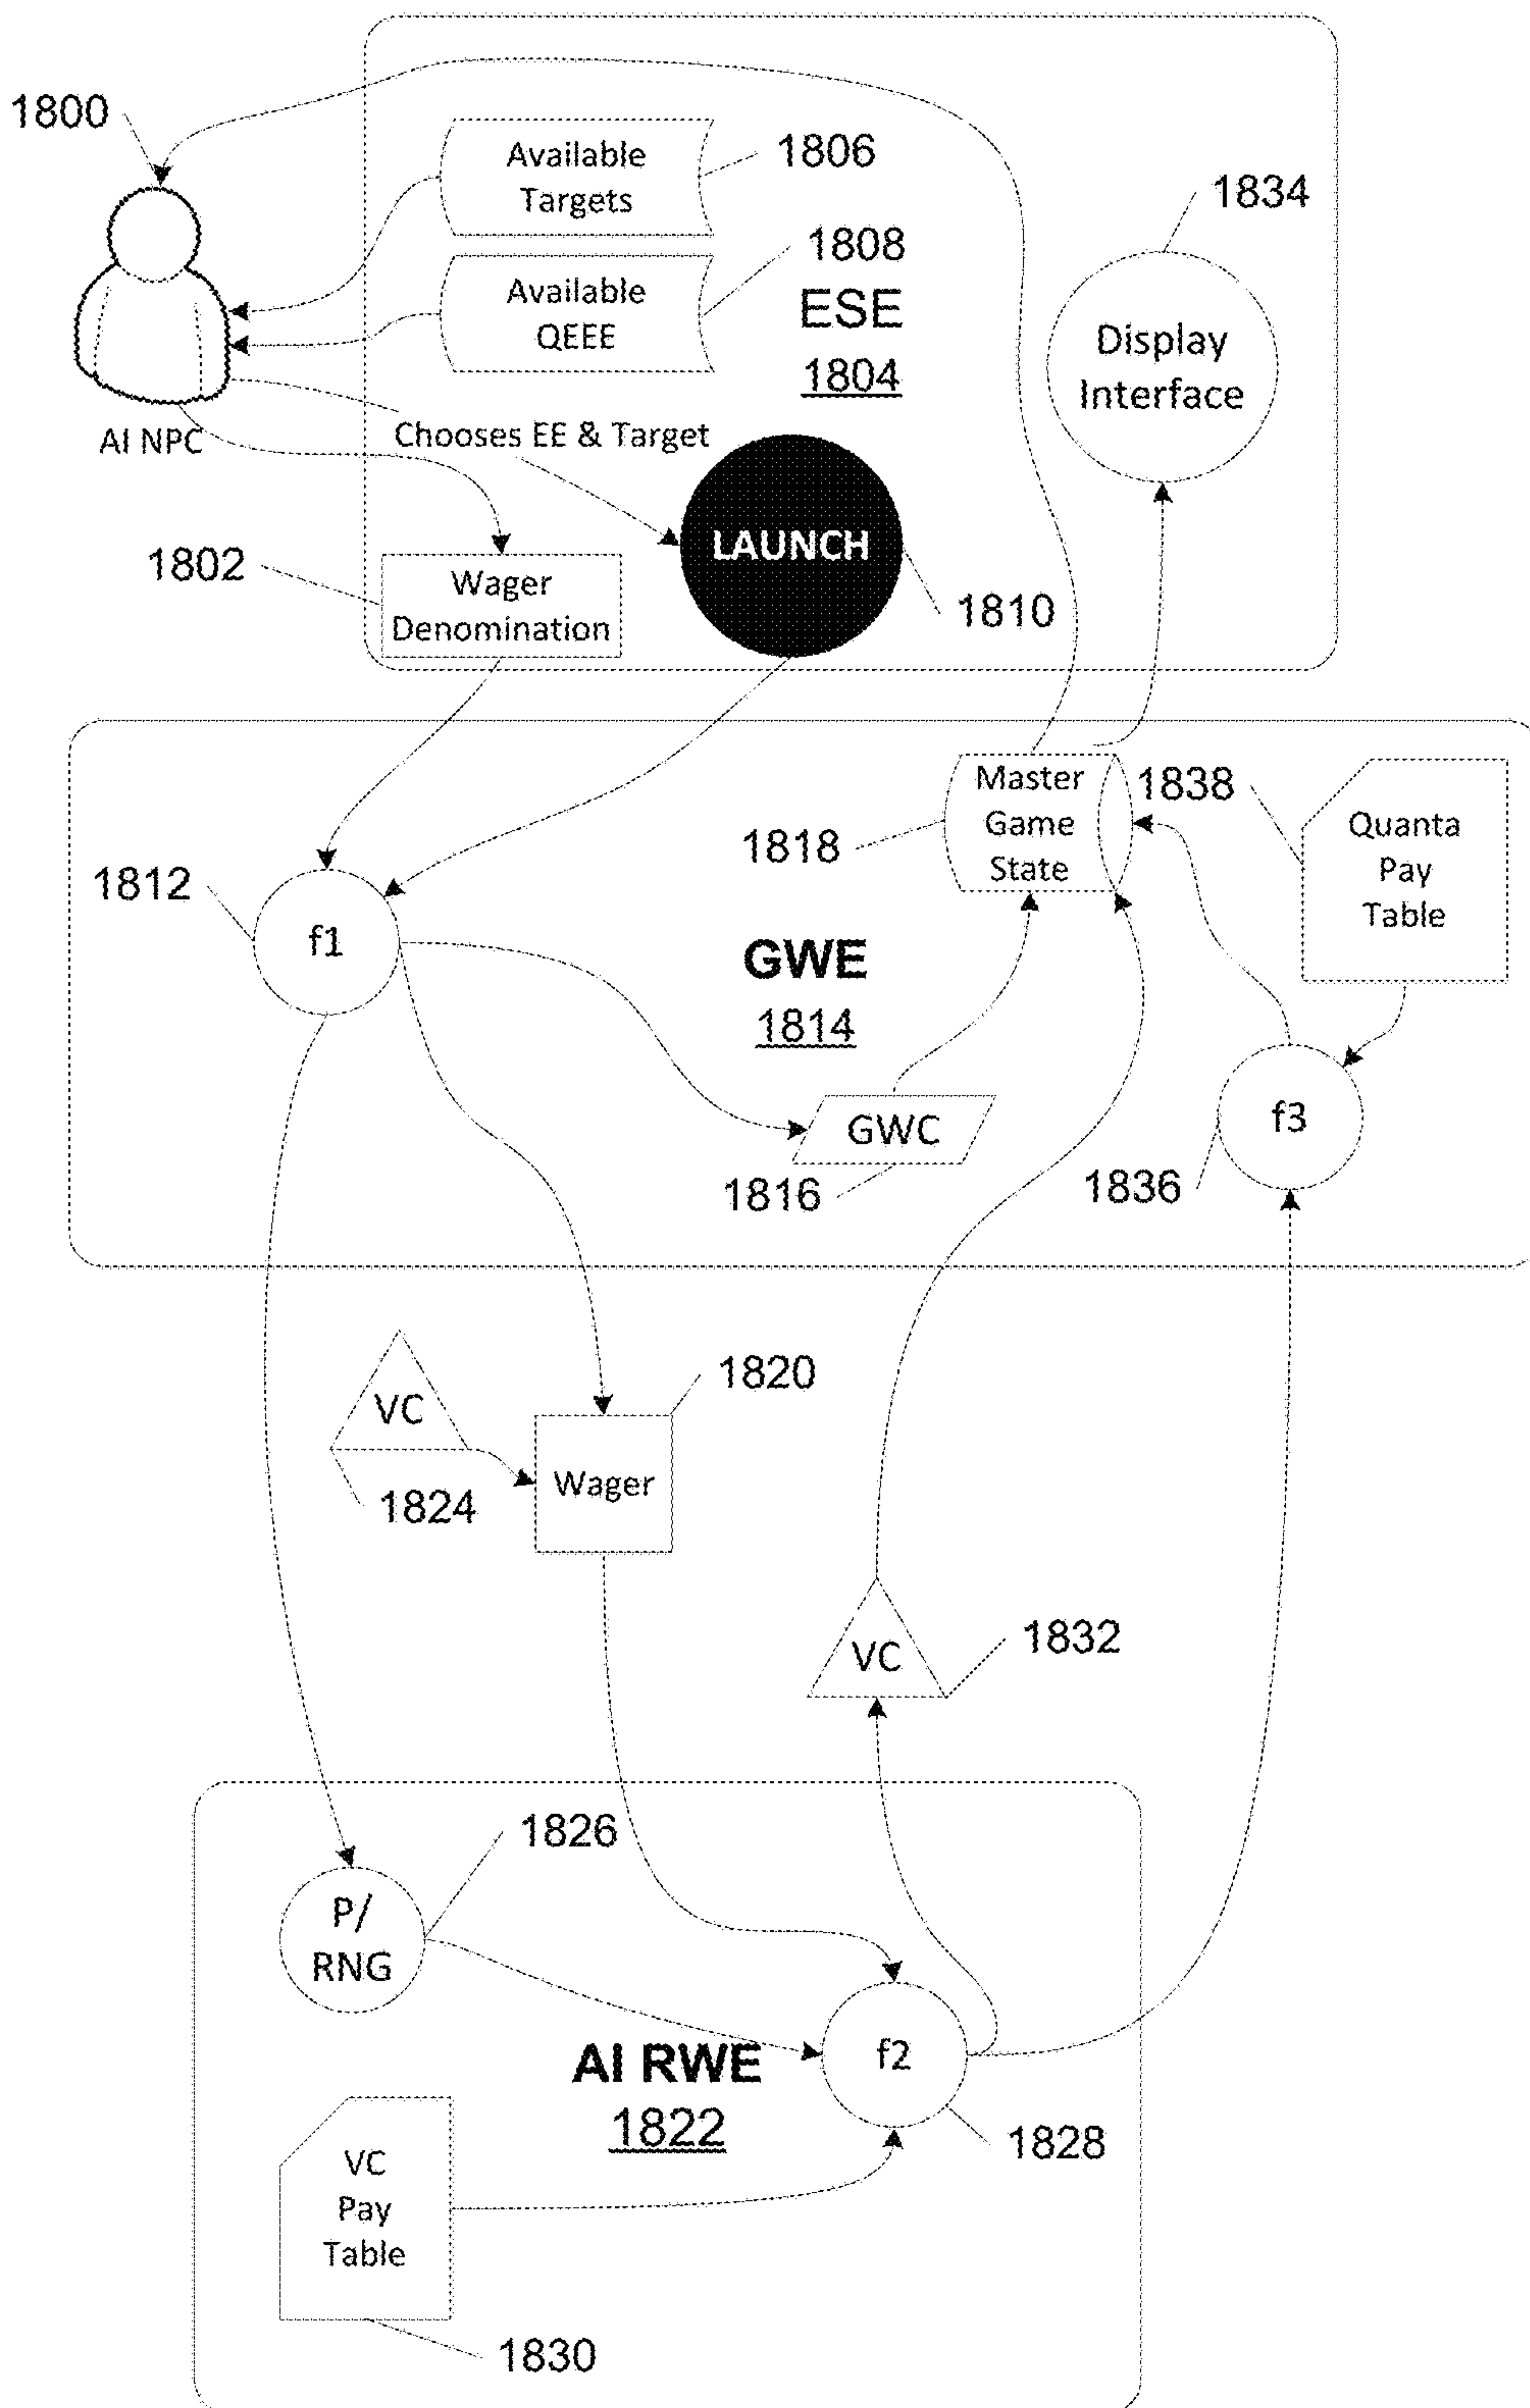 1800
Available
Targets
1806
1834
1808
Available
QEEE
ESE
1804
Display
Interface
AI NPC
Chooses EE & Target
LAUNCH
1802
Wager
Denomination
1810
Master
Game
State
1838
Quanta
Pay
Table
1818
1812
f1
GWE
1814
GWC
1816
f3
1836
VC
1824
1820
Wager
VC
1832
1826
P/
RNG
AI RWE
1822
f2
1828
VC
Pay
Table
1830